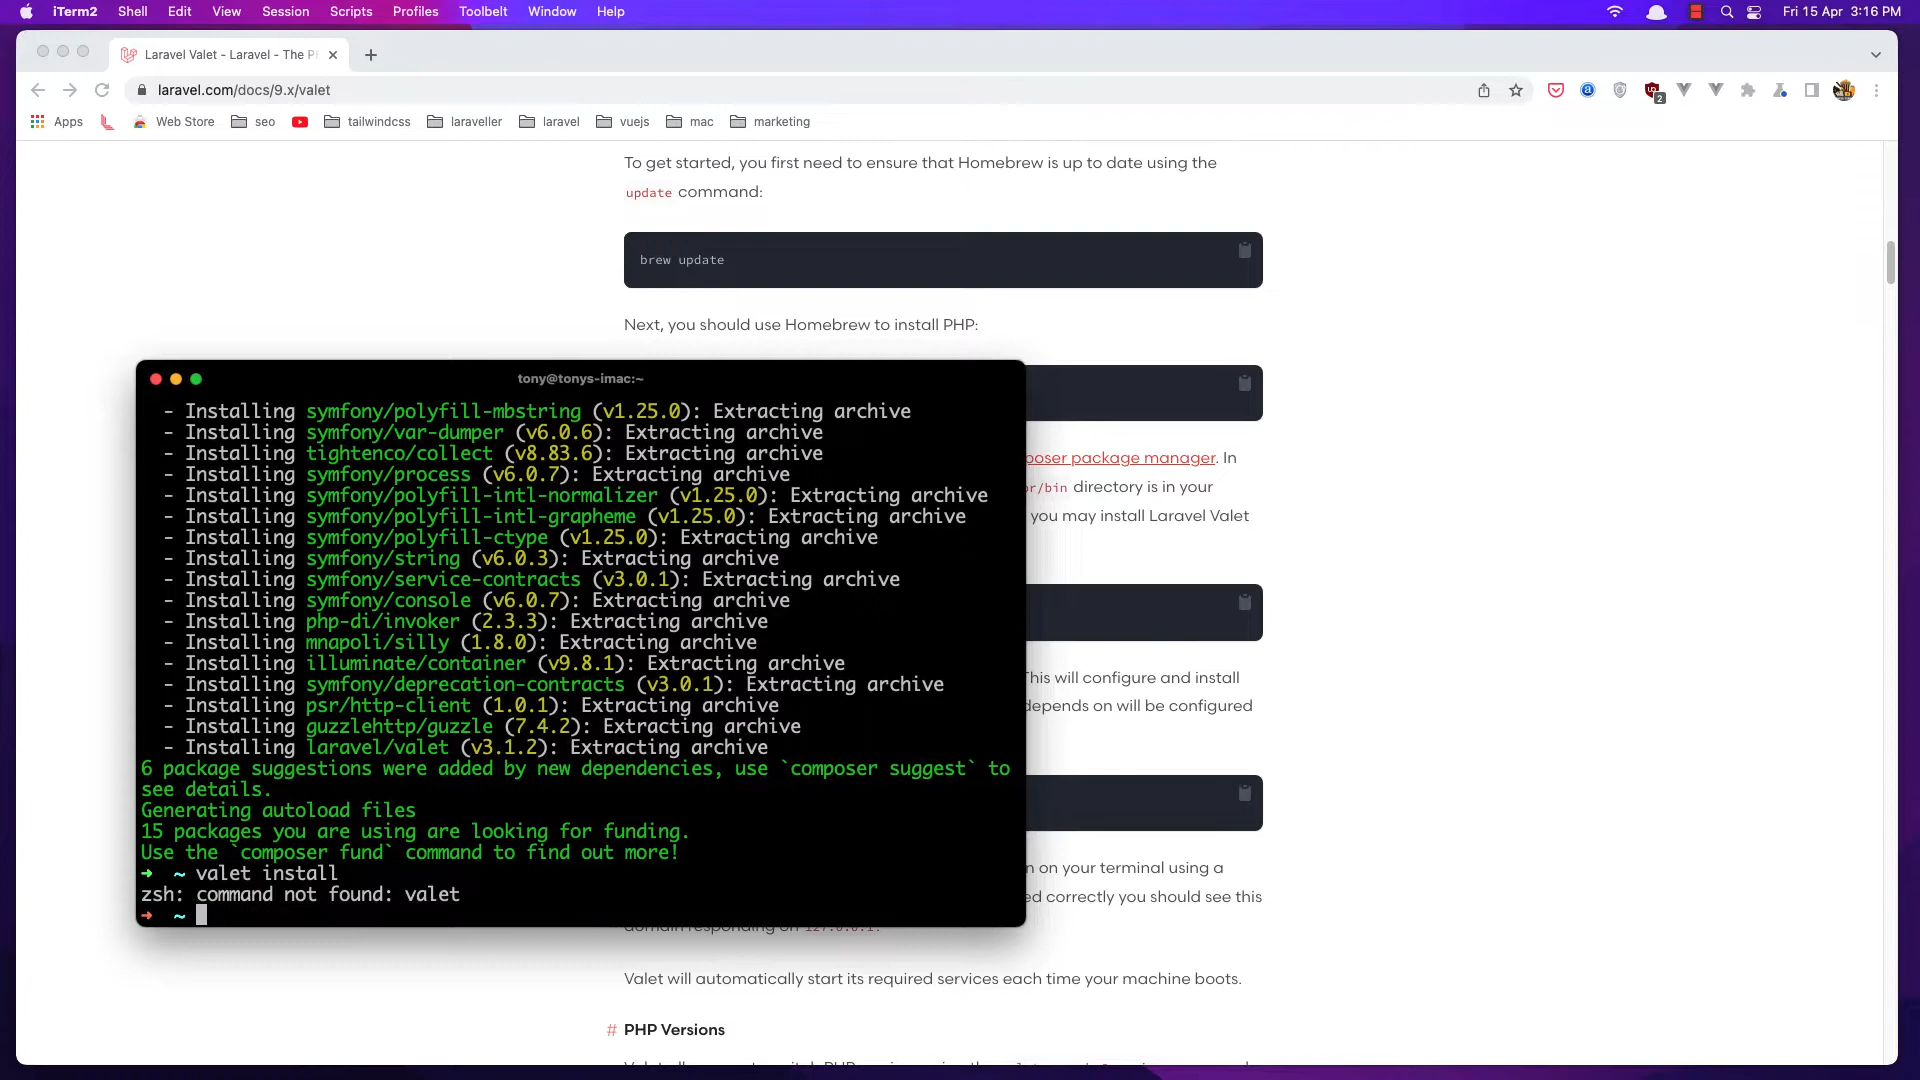 iTerm2 Shell Edit View Session Scripts Profiles Toolbelt Window Help Fri 15 Apr 3:16 PM
Laravel Valet - Laravel - The P
laravel.com/docs/9.x/valet
2
Apps Web Store seo tailwindcss laraveller laravel vuejs mac marketing
To get started, you first need to ensure that Homebrew is up to date using the
update command:
brew update
Next, you should use Homebrew to install PHP:
tony@tonys-imac:~
- Installing symfony/polyfill-mbstring (v1.25.0): Extracting archive
- Installing symfony/var-dumper (v6.0.6): Extracting archive
- Installing tightenco/collect (v8.83.6): Extracting archive
- Installing symfony/process (v6.0.7): Extracting archive
- Installing symfony/polyfill-intl-normalizer (v1.25.0): Extracting archive
- Installing symfony/polyfill-intl-grapheme (v1.25.0): Extracting archive
- Installing symfony/polyfill-ctype (v1.25.0): Extracting archive
- Installing symfony/string (v6.0.3): Extracting archive
- Installing symfony/service-contracts (v3.0.1): Extracting archive
- Installing symfony/console (v6.0.7): Extracting archive
- Installing php-di/invoker (2.3.3): Extracting archive
- Installing mnapoli/silly (1.8.0): Extracting archive
- Installing illuminate/container (v9.8.1): Extracting archive
- Installing symfony/deprecation-contracts (v3.0.1): Extracting archive
- Installing psr/http-client (1.0.1): Extracting archive
- Installing guzzlehttp/guzzle (7.4.2): Extracting archive
- Installing laravel/valet (v3.1.2): Extracting archive
6 package suggestions were added by new dependencies, use `composer suggest` to
see details.
Generating autoload files
15 packages you are using are looking for funding.
Use the `composer fund` command to find out more!
➜ ~ valet install
zsh: command not found: valet
➜ ~
poser package manager. In
or/bin directory is in your
you may install Laravel Valet
This will configure and install
depends on will be configured
n on your terminal using a
ed correctly you should see this
domain responding on 127.0.0.1.
Valet will automatically start its required services each time your machine boots.
# PHP Versions